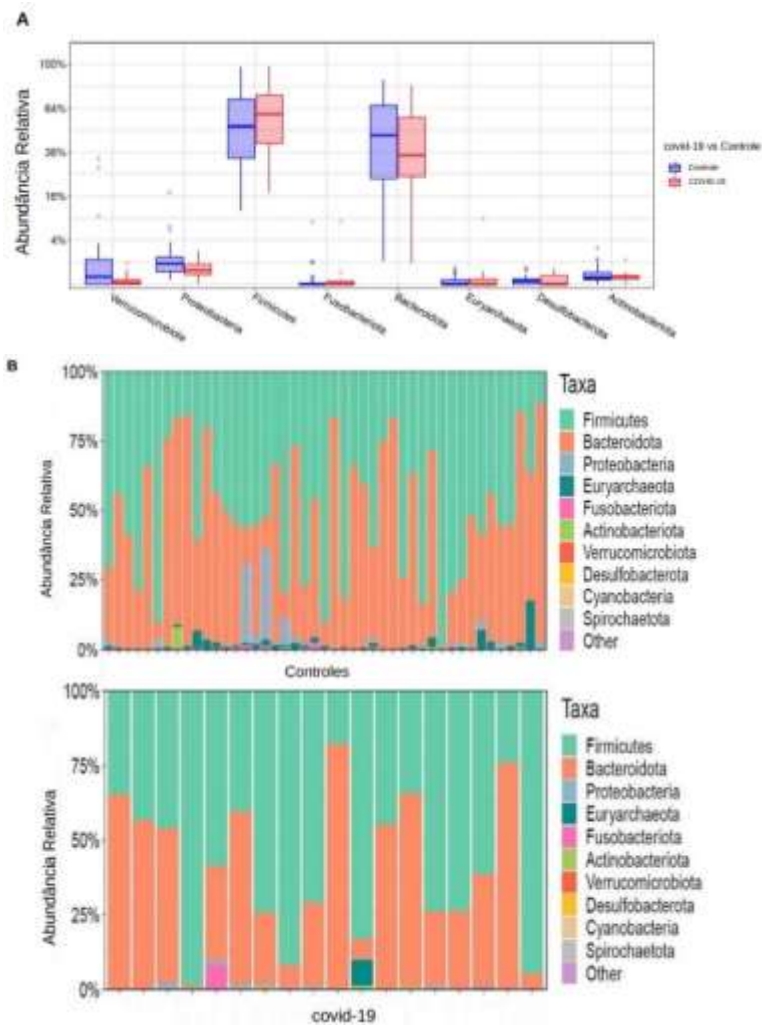 A
Abundância Relativa
100%
64%
36%
16%
4%
covid-19 vs Controle
Controle
COVID-19
Verrucomicrobiota
Proteobacteria
Firmicutes
Fusobacteriota
Bacteroidota
Euryarchaeota
Desulfobacterota
Actinobacteriota
B
Abundância Relativa
100%
75%
50%
25%
0%
Controles
Taxa
Firmicutes
Bacteroidota
Proteobacteria
Euryarchaeota
Fusobacteriota
Actinobacteriota
Verrucomicrobiota
Desulfobacterota
Cyanobacteria
Spirochaetota
Other
Abundância Relativa
100%
75%
50%
25%
0%
covid-19
Taxa
Firmicutes
Bacteroidota
Proteobacteria
Euryarchaeota
Fusobacteriota
Actinobacteriota
Verrucomicrobiota
Desulfobacterota
Cyanobacteria
Spirochaetota
Other